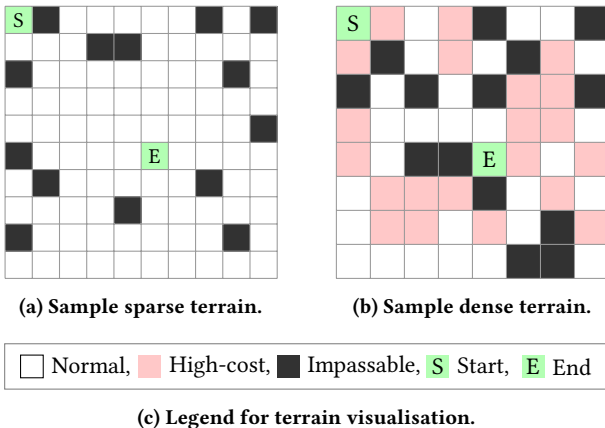 S
S
E
E
(a) Sample sparse terrain.
(b) Sample dense terrain.
Normal, High-cost, Impassable, S Start, E End
(c) Legend for terrain visualisation.